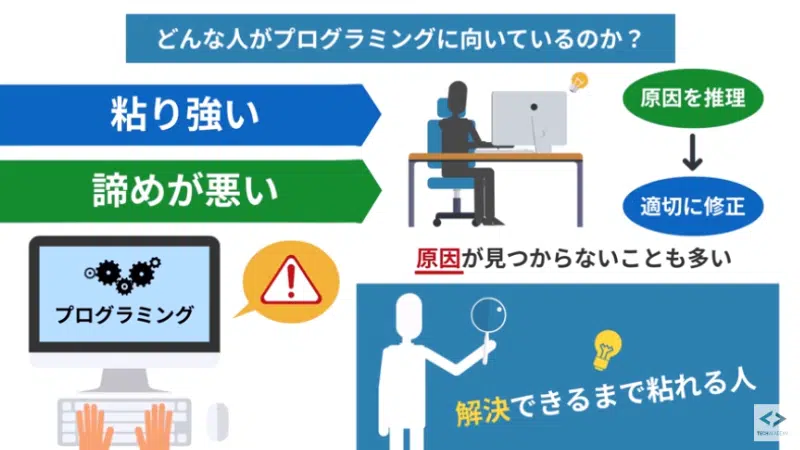 どんな人がプログラミングに向いているのか？
粘り強い
諦めが悪い
原因を推理
適切に修正
原因が見つからないことも多い
プログラミング
解決できるまで粘れる人